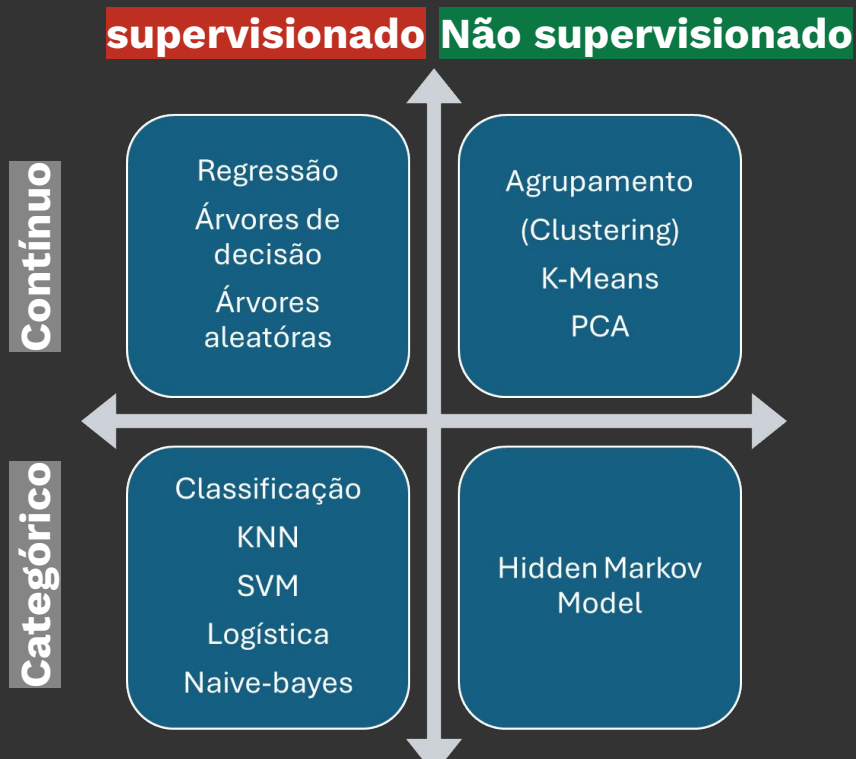 supervisionado
Não supervisionado
Contínuo
Regressão
Árvores de
decisão
Árvores
aleatóras
Agrupamento
(Clustering)
K-Means
PCA
Categórico
Classificação
KNN
SVM
Logística
Naive-bayes
Hidden Markov
Model